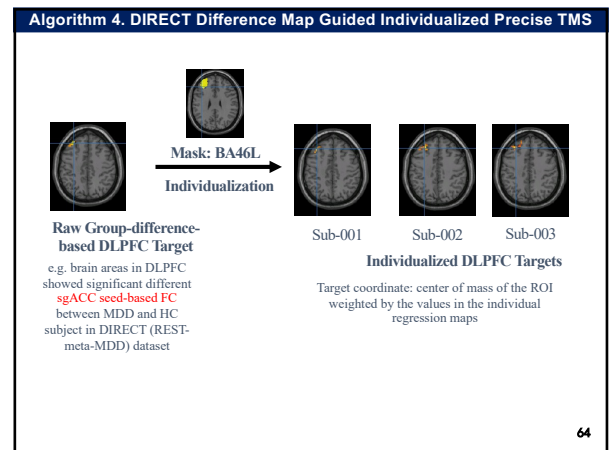 Algorithm 4. DIRECT Difference Map Guided Individualized Precise TMS
Mask: BA46L
Individualization
Raw Group-difference-
based DLPFC Target
e.g. brain areas in DLPFC
showed significant different
sgACC seed-based FC
between MDD and HC
subject in DIRECT (REST-
meta-MDD) dataset
Sub-001
Sub-002
Sub-003
Individualized DLPFC Targets
Target coordinate: center of mass of the ROI
weighted by the values in the individual
regression maps
64